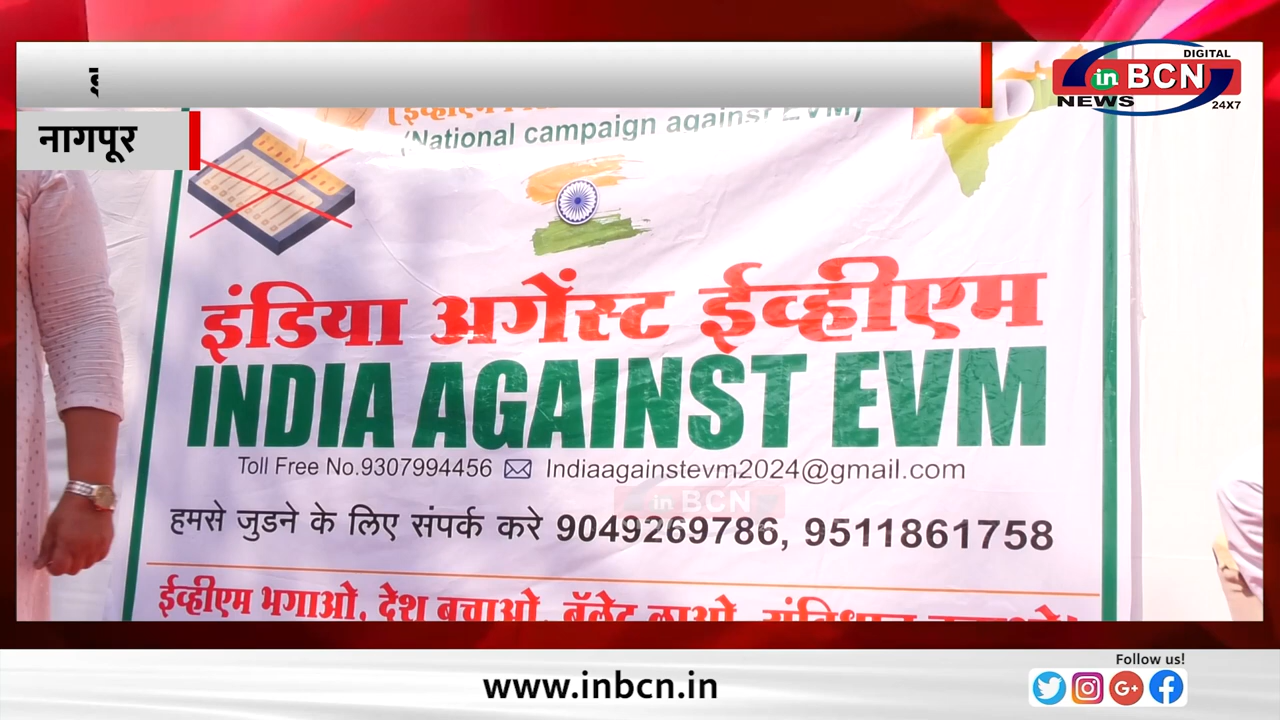 DIGITAL
in BCN
NEWS 24X7
नागपूर
(National campaign against EVM)
इंडिया अगेंस्ट ईव्हीएम
INDIA AGAINST EVM
Toll Free No.9307994456 Indiaagainstevm2024@gmail.com
in BCN
हमसे जुडने के लिए संपर्क करे 9049269786, 9511861758
ईव्हीएम भगाओ, देश बचाओ, बॅलेट लाओ, संविधान
www.inbcn.in
Follow us!